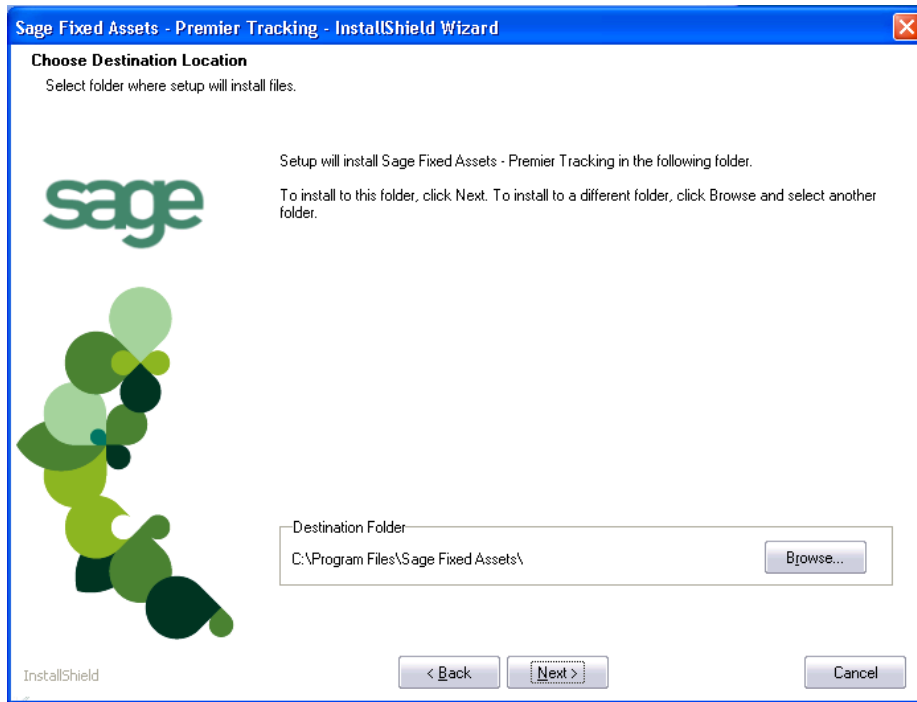 Sage Fixed Assets - Premier Tracking - InstallShield Wizard
Choose Destination Location
Select folder where setup will install files.
sage
Setup will install Sage Fixed Assets - Premier Tracking in the following folder.
To install to this folder, click Next. To install to a different folder, click Browse and select another
folder.
Destination Folder
C:\Program Files\Sage Fixed Assets\
Browse...
InstallShield
< Back
Next >
Cancel